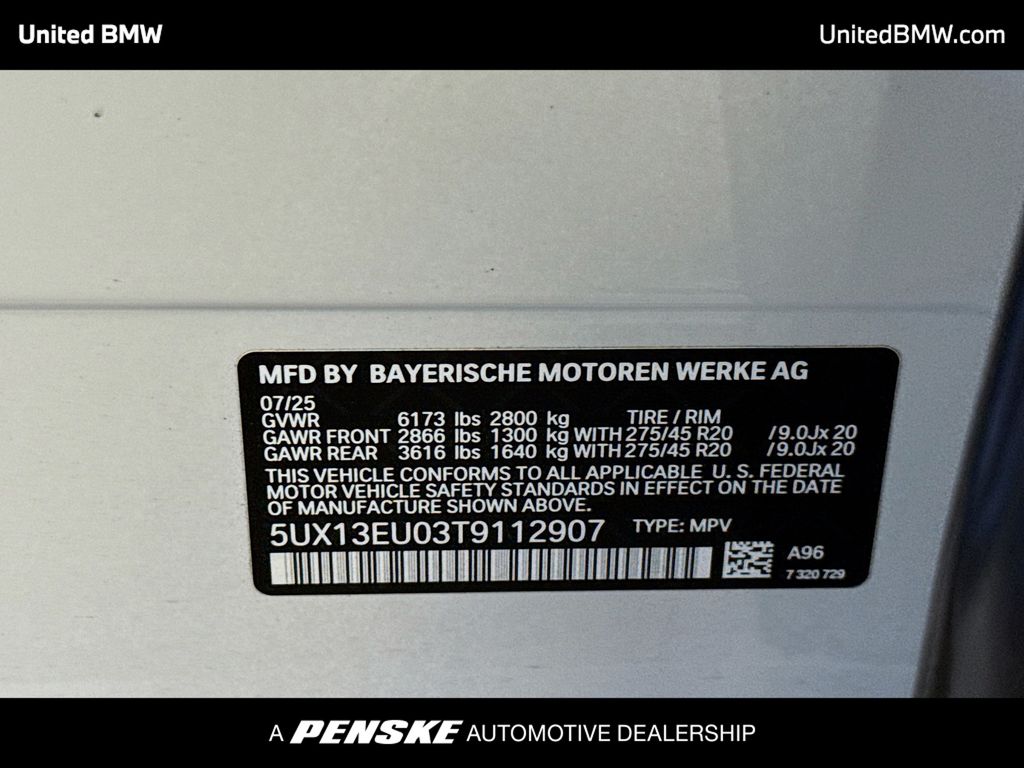 United BMW
UnitedBMW.com
MFD BY BAYERISCHE MOTOREN WERKE AG
07/25
GVWR 6173 lbs 2800 kg TIRE / RIM
GAWR FRONT 2866 lbs 1300 kg WITH 275/45 R20 /9.0Jx 20
GAWR REAR 3616 lbs 1640 kg WITH 275/45 R20 /9.0Jx 20
THIS VEHICLE CONFORMS TO ALL APPLICABLE U. S. FEDERAL
MOTOR VEHICLE SAFETY STANDARDS IN EFFECT ON THE DATE
OF MANUFACTURE SHOWN ABOVE.
5UX13EU03T9112907 TYPE: MPV
A96
7 320 729
A PENSKE AUTOMOTIVE DEALERSHIP